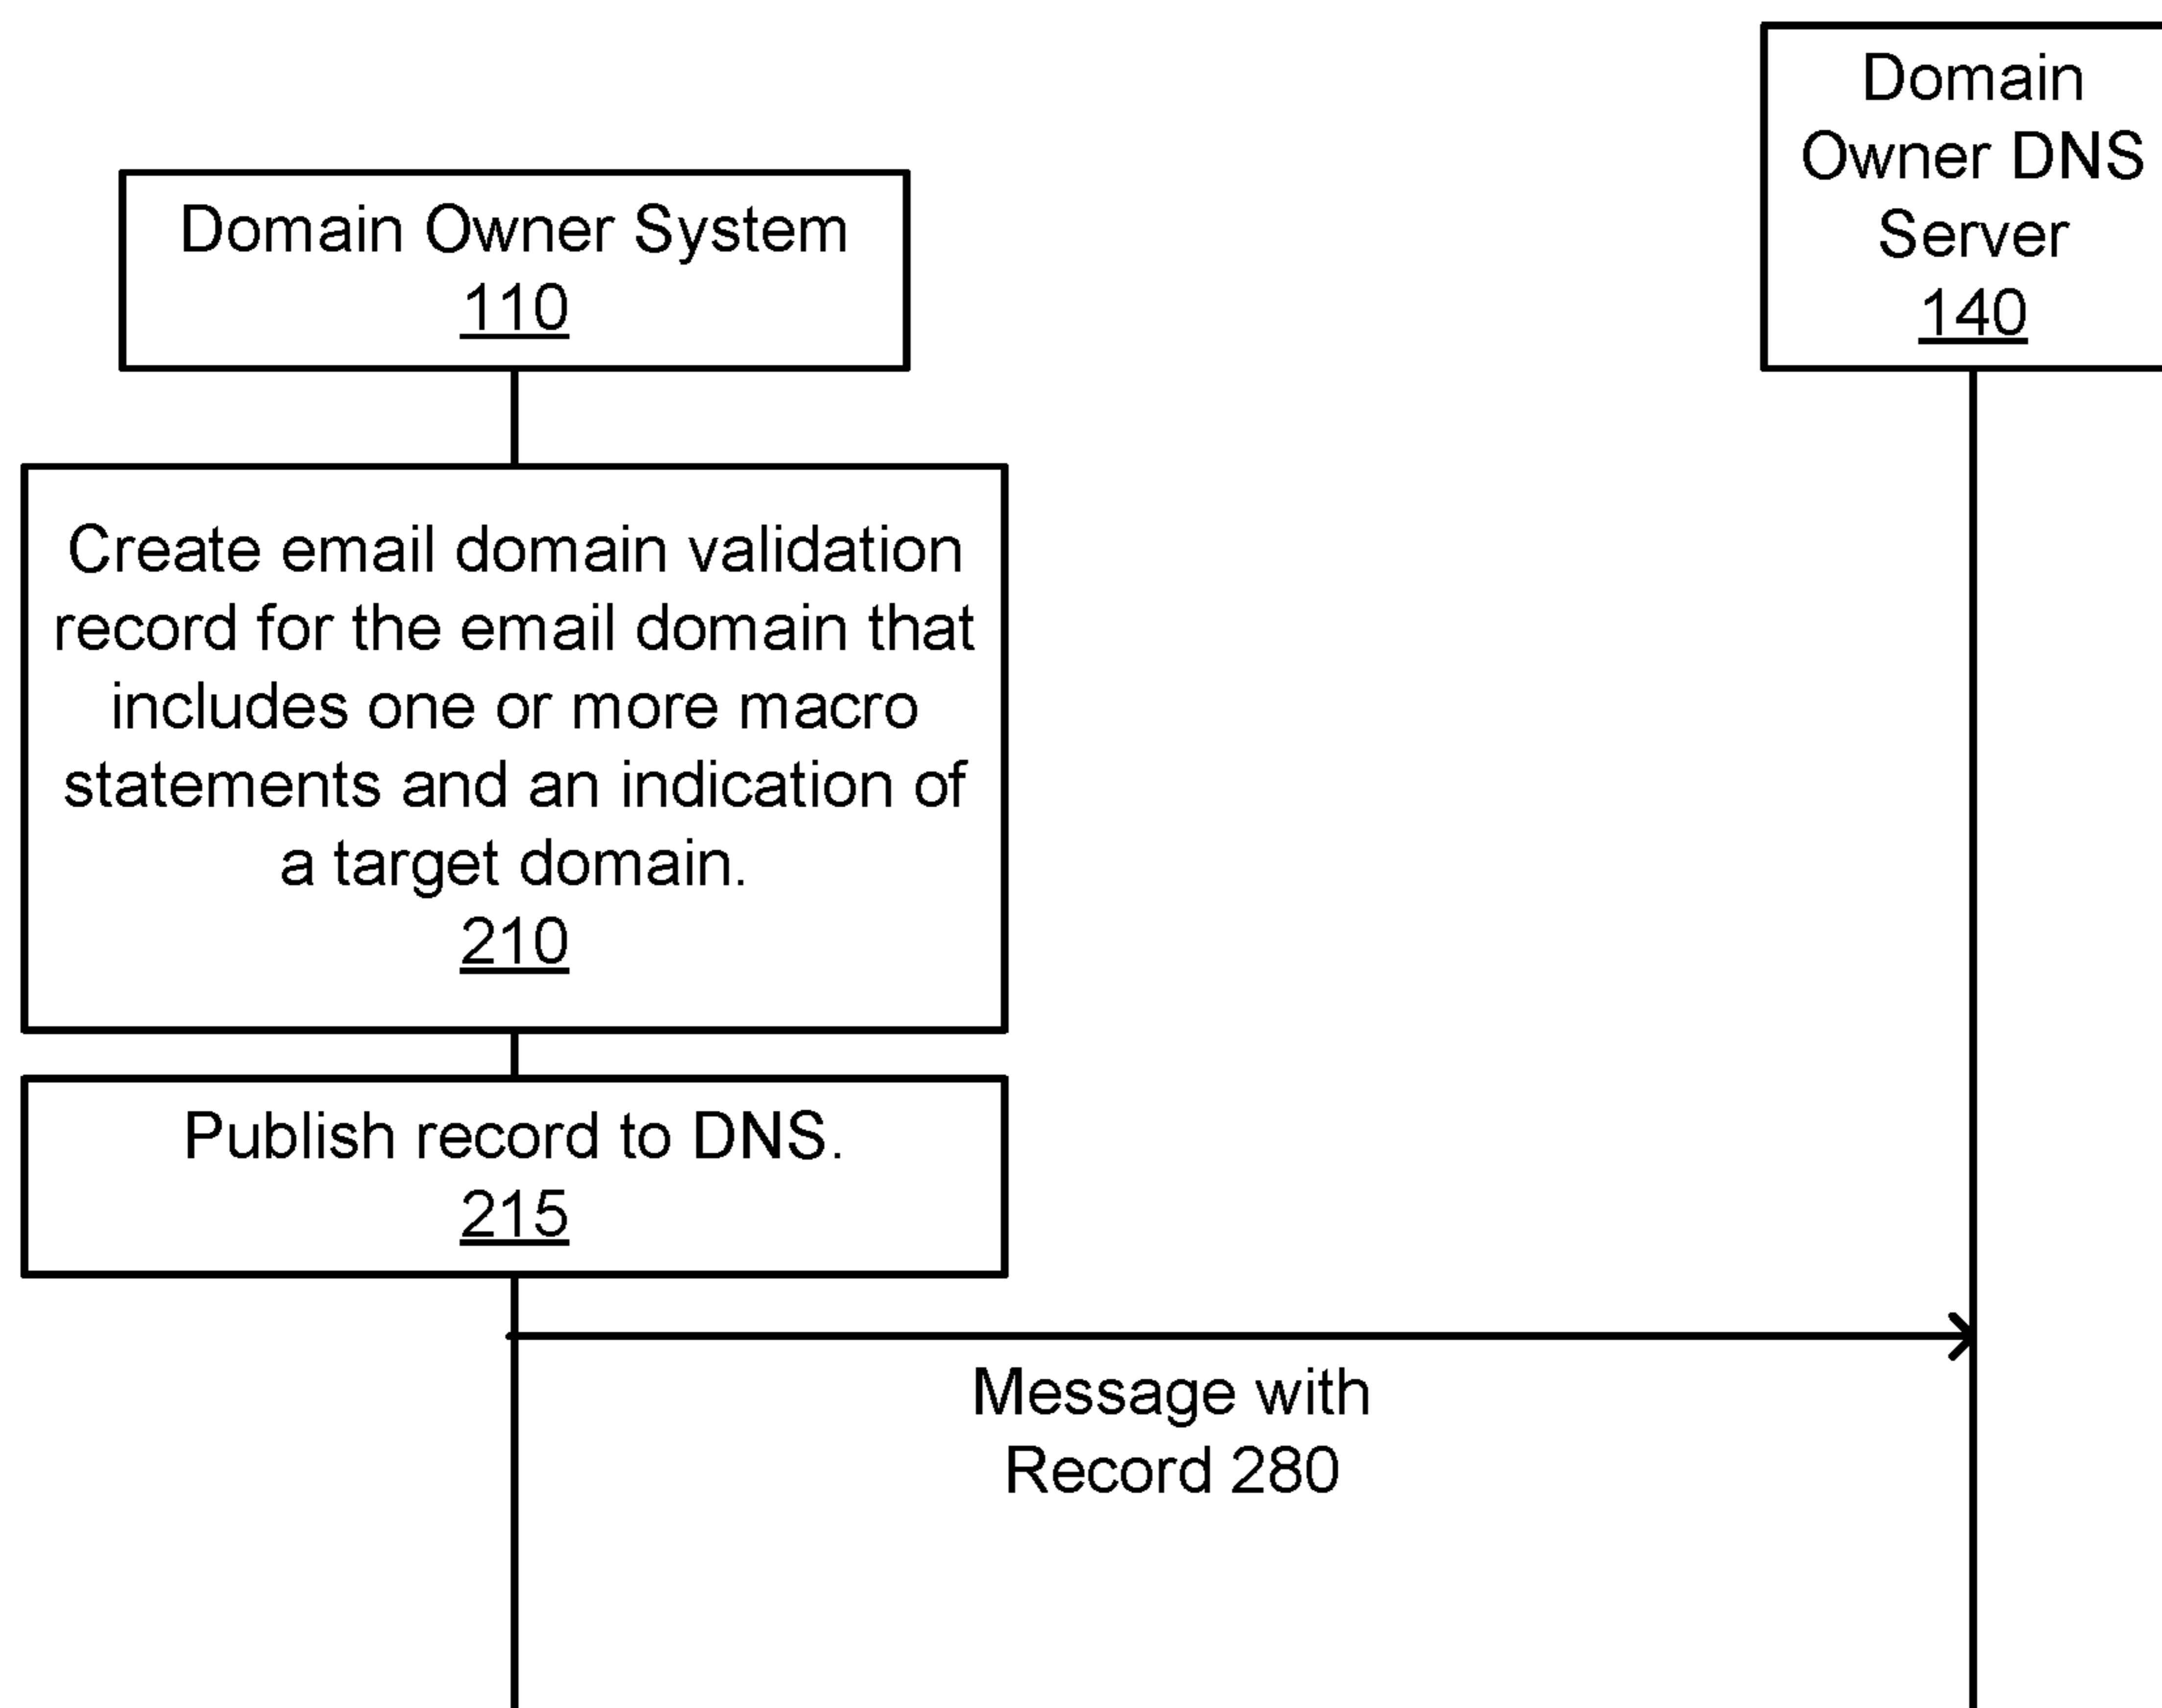 Domain Owner System
110
Domain
Owner DNS
Server
140
Create email domain validation
record for the email domain that
includes one or more macro
statements and an indication of
a target domain.
210
Publish record to DNS.
215
Message with
Record 280